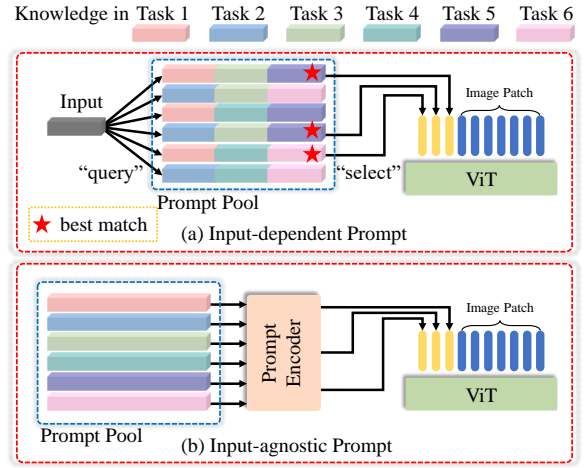 Knowledge in Task 1 Task 2 Task 3 Task 4 Task 5 Task 6
Input
"query"
"select"
Image Patch
ViT
Prompt Pool
best match
(a) Input-dependent Prompt
Prompt Encoder
Image Patch
ViT
Prompt Pool
(b) Input-agnostic Prompt